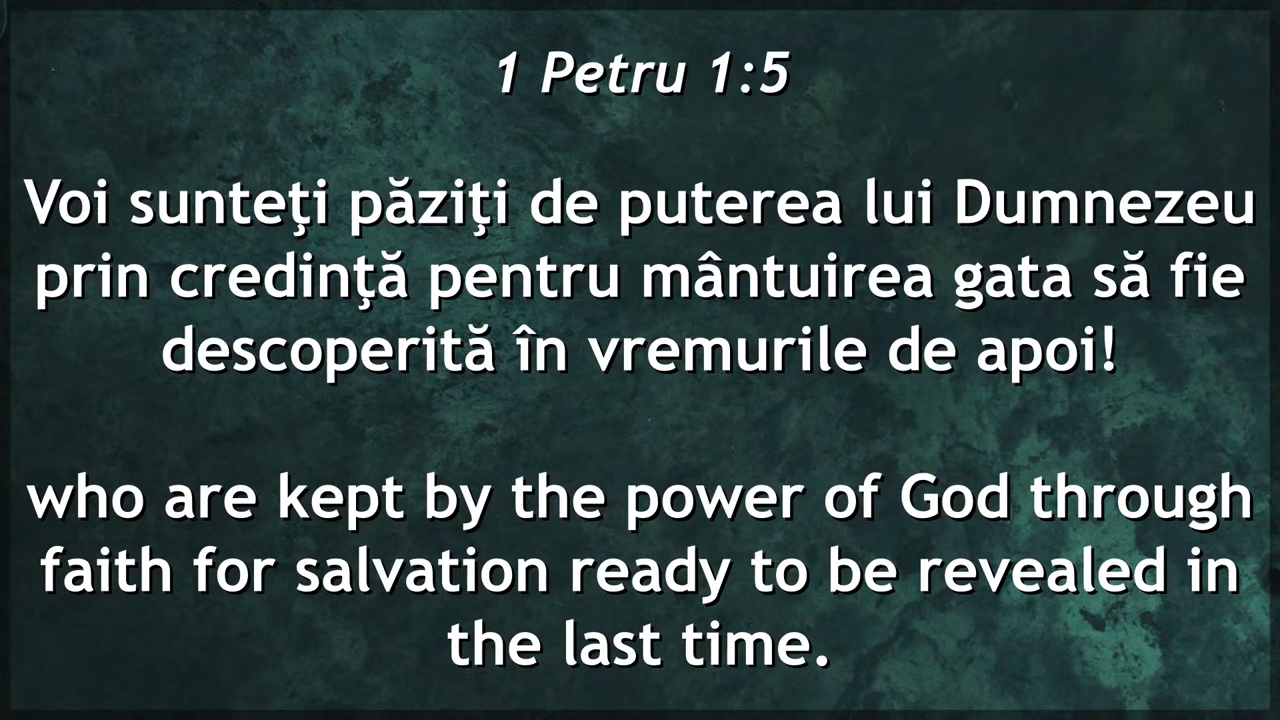 1 Petru 1:5
Voi sunteţi păziţi de puterea lui Dumnezeu
prin credinţă pentru mântuirea gata să fie
descoperită în vremurile de apoi!
who are kept by the power of God through
faith for salvation ready to be revealed in
the last time.